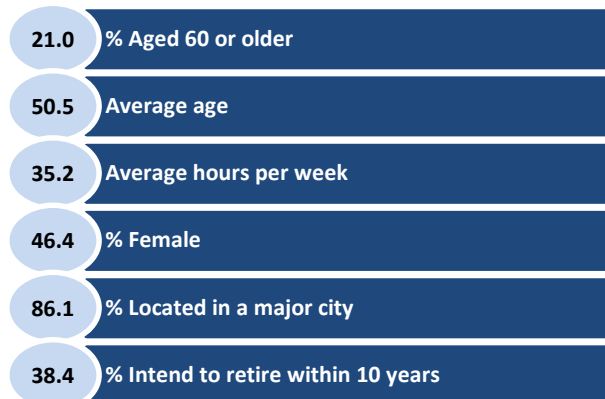 21.0 % Aged 60 or older
50.5 Average age
35.2 Average hours per week
46.4 % Female
86.1 % Located in a major city
38.4 % Intend to retire within 10 years